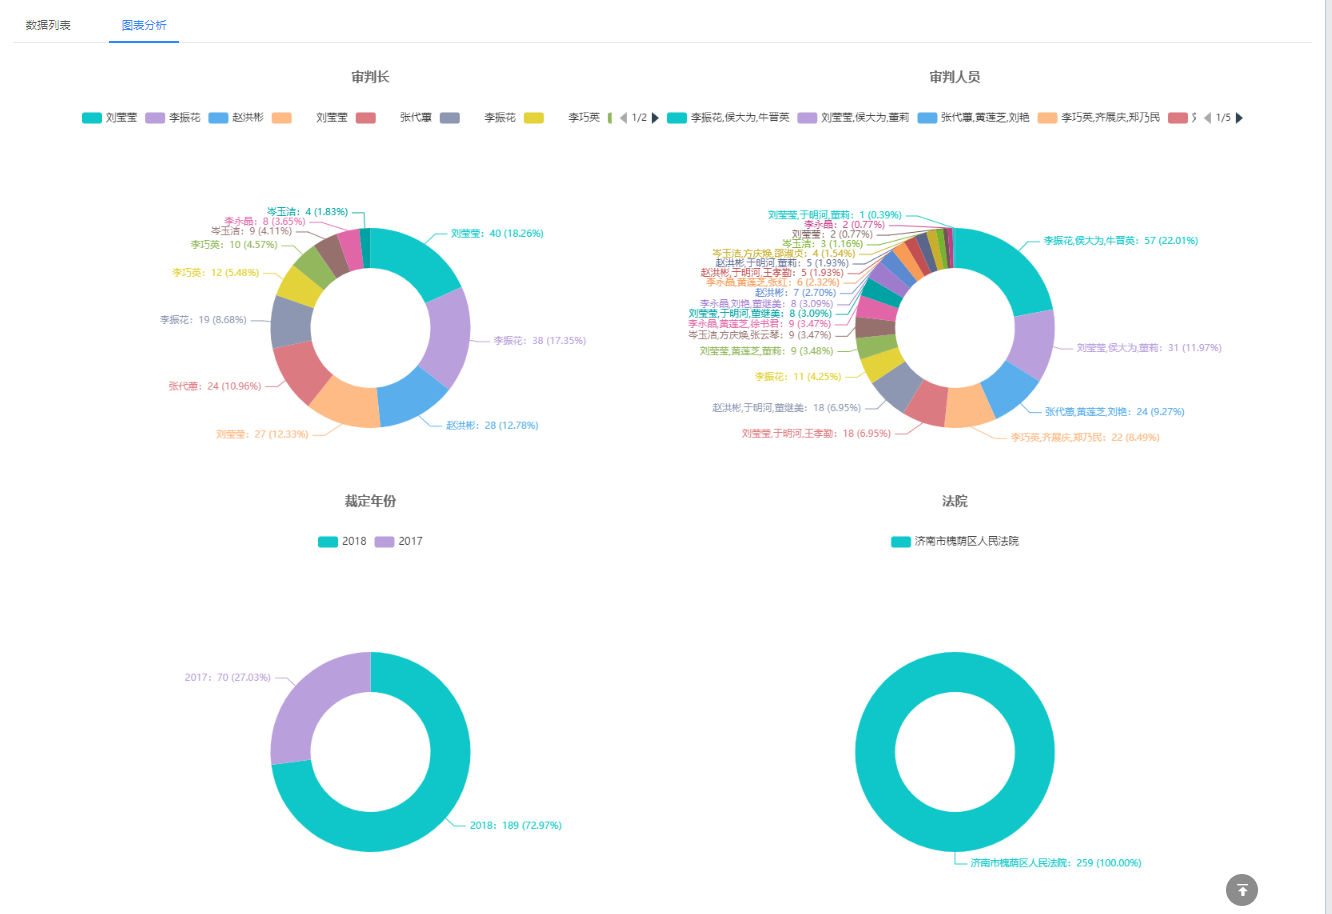 数据列表 图表分析
审判长
刘莹莹 李振花 赵洪彬 刘莹莹 张代蕙 李振花 李巧英 1/2
岑玉洁：4 (1.83%)
李永晶：8 (3.65%)
岑玉洁：9 (4.11%)
李巧英：10 (4.57%)
李巧英：12 (5.48%)
李振花：19 (8.68%)
张代蕙：24 (10.96%)
刘莹莹：27 (12.33%)
刘莹莹：40 (18.26%)
李振花：38 (17.35%)
赵洪彬：28 (12.78%)
审判人员
李振花,侯大为,牛晋英 刘莹莹,侯大为,董莉 张代蕙,黄莲芝,刘艳 李巧英,齐展庆,郑乃民 1/5
刘莹莹,于明河,董莉：1 (0.39%)
李永晶：2 (0.77%)
刘莹莹：2 (0.77%)
岑玉洁：3 (1.16%)
岑玉洁,方庆焕,邵淑贞：4 (1.54%)
赵洪彬,于明河,董莉：5 (1.93%)
赵洪彬,于明河,王孝勤：5 (1.93%)
李永晶,黄莲芝,张红：6 (2.32%)
赵洪彬：7 (2.70%)
李永晶,刘艳,董继美：8 (3.09%)
刘莹莹,于明河,董继美：8 (3.09%)
李永晶,黄莲芝,徐书君：9 (3.47%)
岑玉洁,方庆焕,张云琴：9 (3.47%)
刘莹莹,黄莲芝,董莉：9 (3.48%)
李振花：11 (4.25%)
赵洪彬,于明河,董继美：18 (6.95%)
刘莹莹,于明河,王孝勤：18 (6.95%)
李振花,侯大为,牛晋英：57 (22.01%)
刘莹莹,侯大为,董莉：31 (11.97%)
张代蕙,黄莲芝,刘艳：24 (9.27%)
李巧英,齐展庆,郑乃民：22 (8.49%)
裁定年份
2018 2017
2017：70 (27.03%)
2018：189 (72.97%)
法院
济南市槐荫区人民法院
济南市槐荫区人民法院：259 (100.00%)